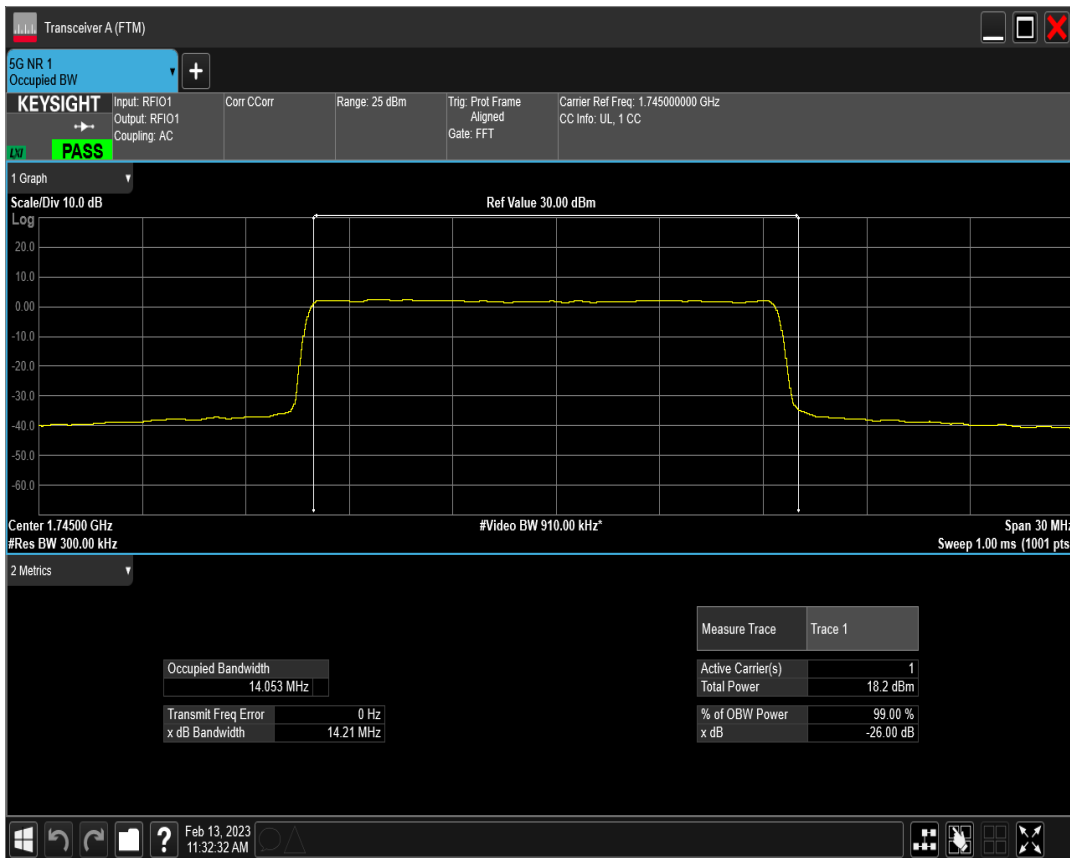 Transceiver A (FTM)
5G NR 1
Occupied BW
+
KEYSIGHT
LXI
PASS
Input: RFIO1
Output: RFIO1
Coupling: AC
Corr CCorr
Range: 25 dBm
Trig: Prot Frame
Aligned
Gate: FFT
Carrier Ref Freq: 1.745000000 GHz
CC Info: UL, 1 CC
1 Graph
Scale/Div 10.0 dB
Ref Value 30.00 dBm
Log
20.0
10.0
0.00
-10.0
-20.0
-30.0
-40.0
-50.0
-60.0
Center 1.74500 GHz
#Video BW 910.00 kHz*
Span 30 MHz
#Res BW 300.00 kHz
Sweep 1.00 ms (1001 pts
2 Metrics
Measure Trace Trace 1
Occupied Bandwidth
14.053 MHz
Active Carrier(s) 1
Total Power 18.2 dBm
Transmit Freq Error 0 Hz
x dB Bandwidth 14.21 MHz
% of OBW Power 99.00 %
x dB -26.00 dB
?
Feb 13, 2023
11:32:32 AM